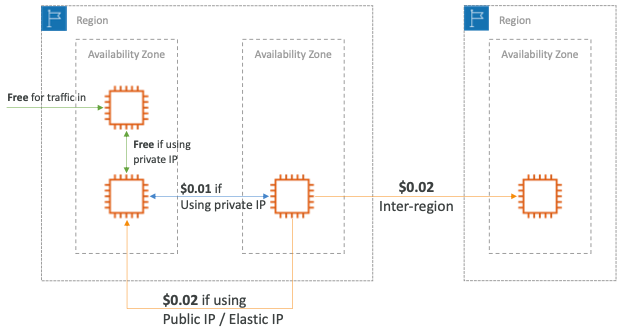 Region
Region
Availability Zone
Availability Zone
Availability Zone
Free for traffic in
Free if using
private IP
$0.01 if
Using private IP
$0.02
Inter-region
$0.02 if using
Public IP / Elastic IP